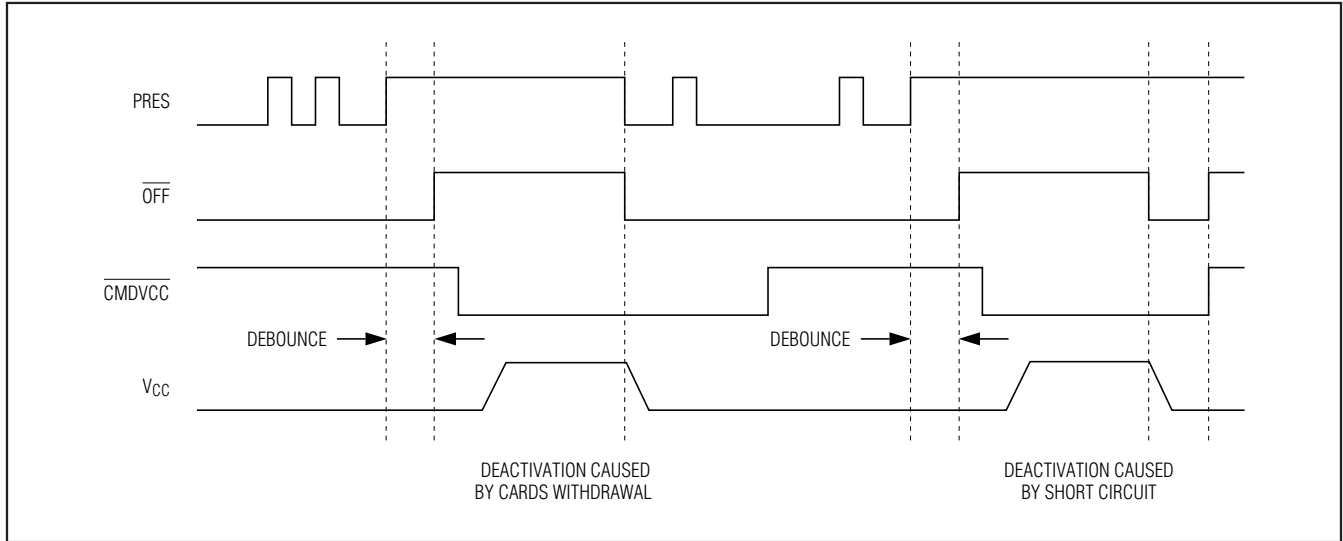 PRES
OFF
CMDVCC
DEBOUNCE
DEBOUNCE
VCC
DEACTIVATION CAUSED
BY CARDS WITHDRAWAL
DEACTIVATION CAUSED
BY SHORT CIRCUIT